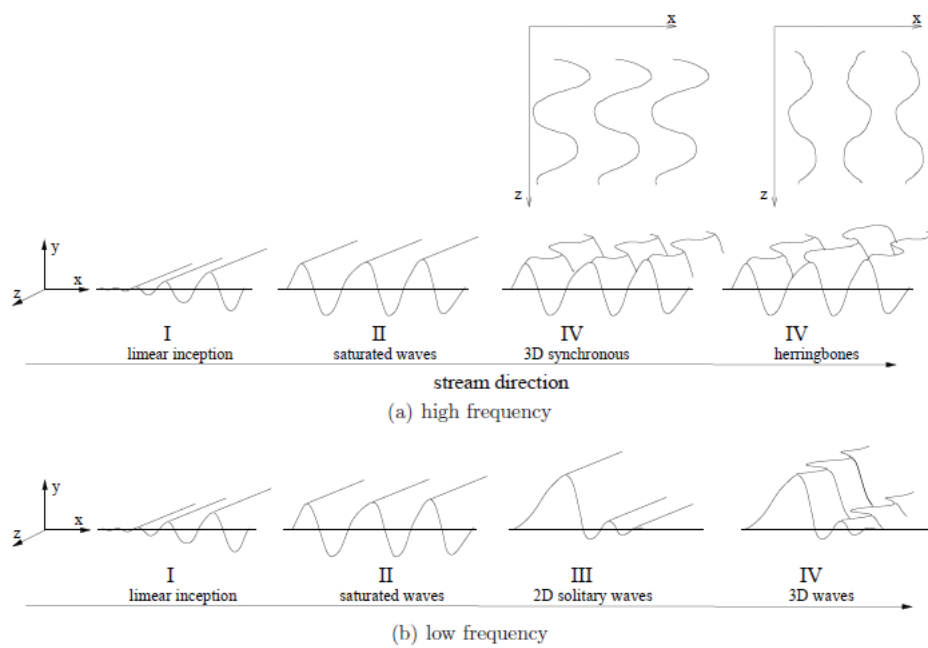 x x
z z
y
x
z
I II IV IV
limear inception saturated waves 3D synchronous herringbones
stream direction
(a) high frequency
y
x
z
I II III IV
limear inception saturated waves 2D solitary waves 3D waves
(b) low frequency